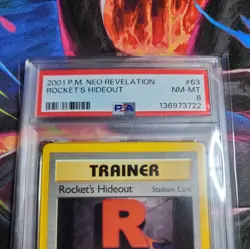 2001 P.M. NEO REVELATION #63
ROCKET'S HIDEOUT NM-MT
8
PSA 136973722
TRAINER
Rocket's Hideout Stadium Card
R